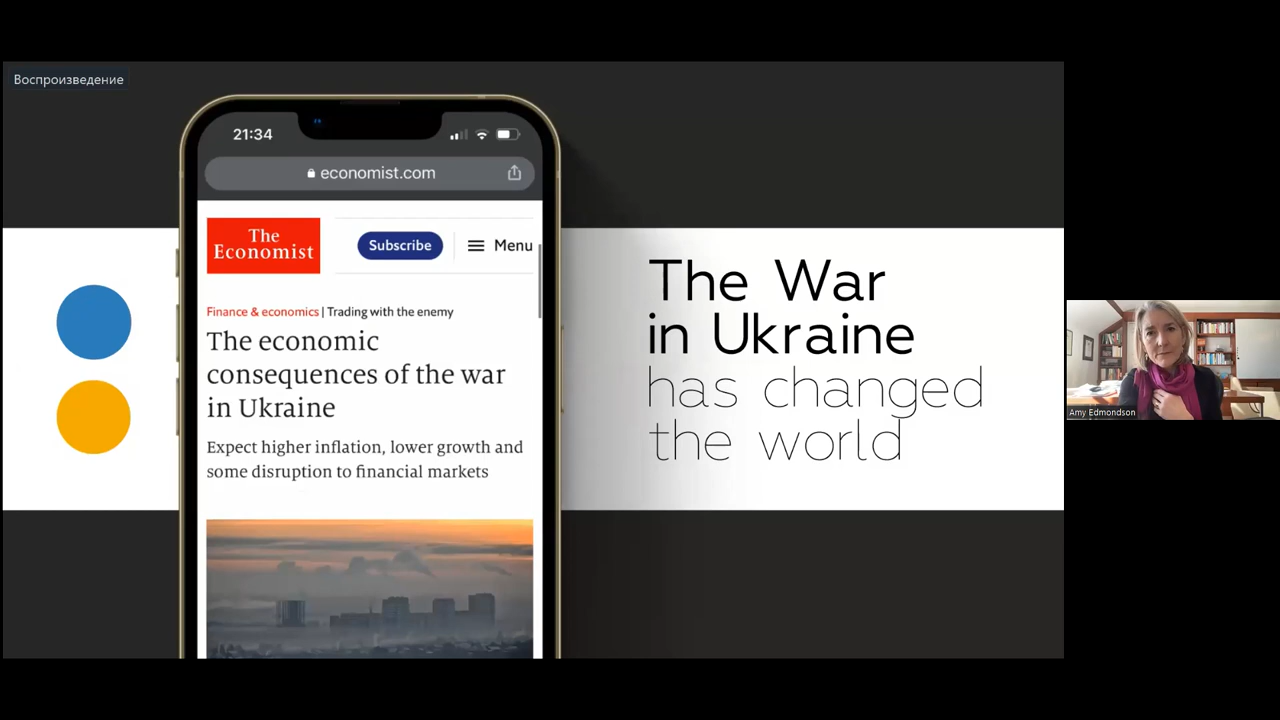 Воспроизведение
21:34
economist.com
The
Economist
Subscribe
Menu
Finance & economics | Trading with the enemy
The economic
consequences of the war
in Ukraine
Expect higher inflation, lower growth and
some disruption to financial markets
The War
in Ukraine
has changed
the world
Amy Edmondson